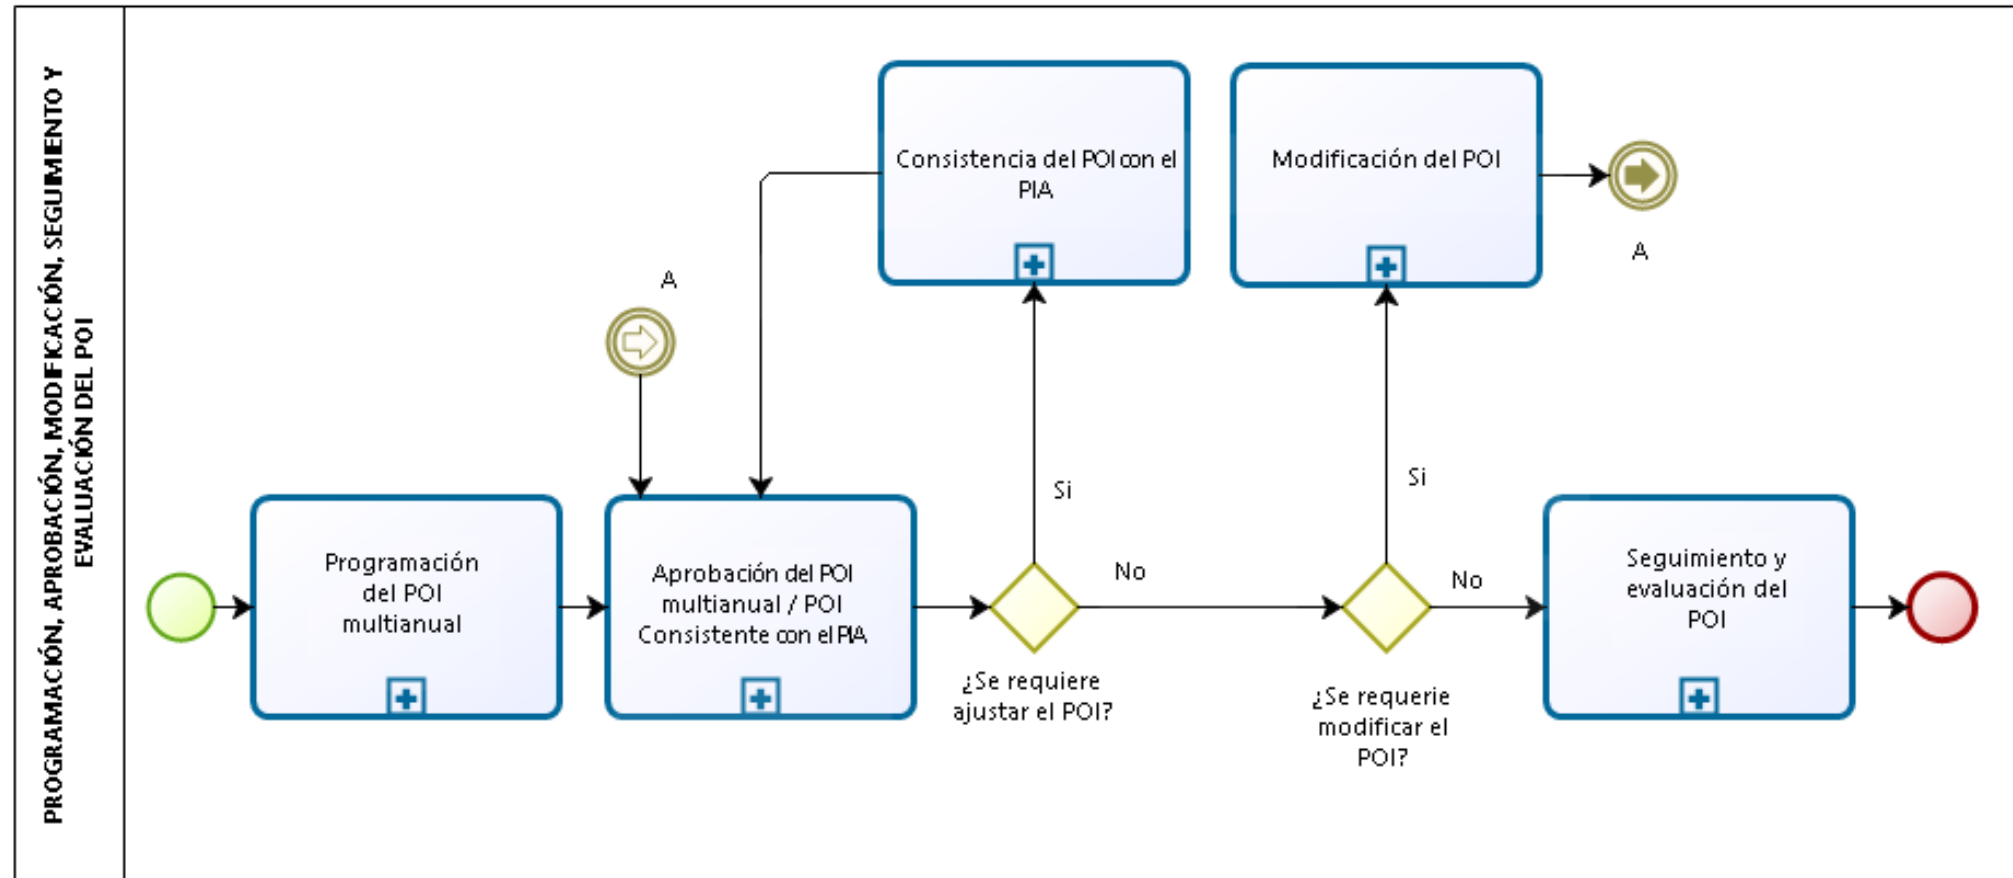 PROGRAMACIÓN, APROBACIÓN, MODIFICACIÓN, SEGUIMIENTO Y
EVALUACIÓN DEL POI
Programación
del POI
multianual
A
Aprobación del POI
multianual / POI
Consistente con el PIA
Consistencia del POI con el
PIA
Si
No
¿Se requiere
ajustar el POI?
Modificación del POI
A
Si
No
¿Se requerie
modificar el
POI?
Seguimiento y
evaluación del
POI